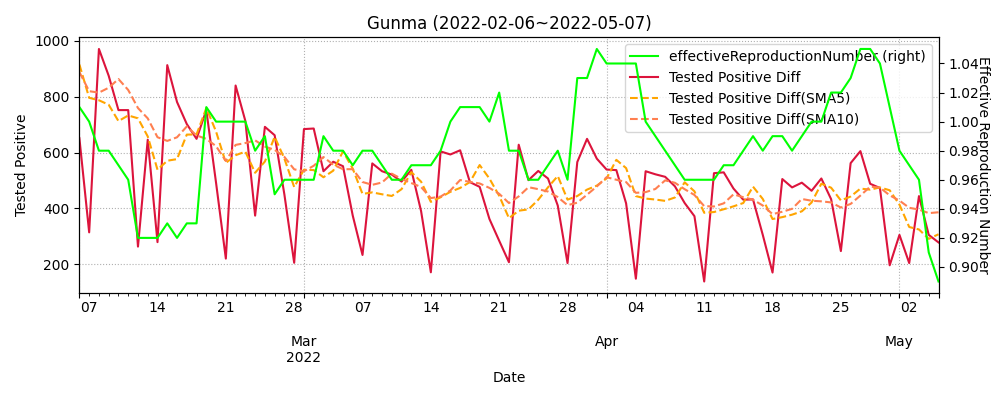 Gunma (2022-02-06~2022-05-07)
effectiveReproductionNumber (right)
Tested Positive Diff
Tested Positive Diff(SMA5)
Tested Positive Diff(SMA10)
Tested Positive
1000
800
600
400
200
Effective Reproduction Number
1.04
1.02
1.00
0.98
0.96
0.94
0.92
0.90
07 14 21 28 07 14 21 28 04 11 18 25 02
Mar Apr May
2022
Date